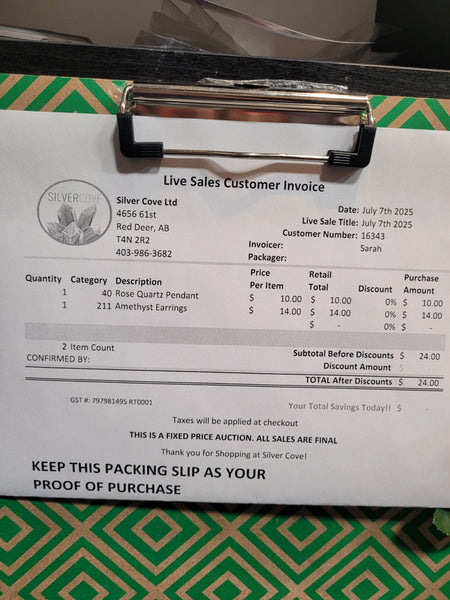 Live Sales Customer Invoice
SILVERCOVE
Silver Cove Ltd
4656 61st
Red Deer, AB
T4N 2R2
403-986-3682
Date: July 7th 2025
Live Sale Title: July 7th 2025
Customer Number: 16343
Invoicer: Sarah
Packager:
Quantity Category Description Price Per Item Retail Total Discount Purchase Amount
1 40 Rose Quartz Pendant $ 10.00 $ 10.00 0% $ 10.00
1 211 Amethyst Earrings $ 14.00 $ 14.00 0% $ 14.00
$ - 0% $ -
2 Item Count
Subtotal Before Discounts $ 24.00
CONFIRMED BY:
Discount Amount $
TOTAL After Discounts $ 24.00
GST #: 797981495 RT0001
Your Total Savings Today!! $ -
Taxes will be applied at checkout
THIS IS A FIXED PRICE AUCTION. ALL SALES ARE FINAL
Thank you for Shopping at Silver Cove!
KEEP THIS PACKING SLIP AS YOUR
PROOF OF PURCHASE